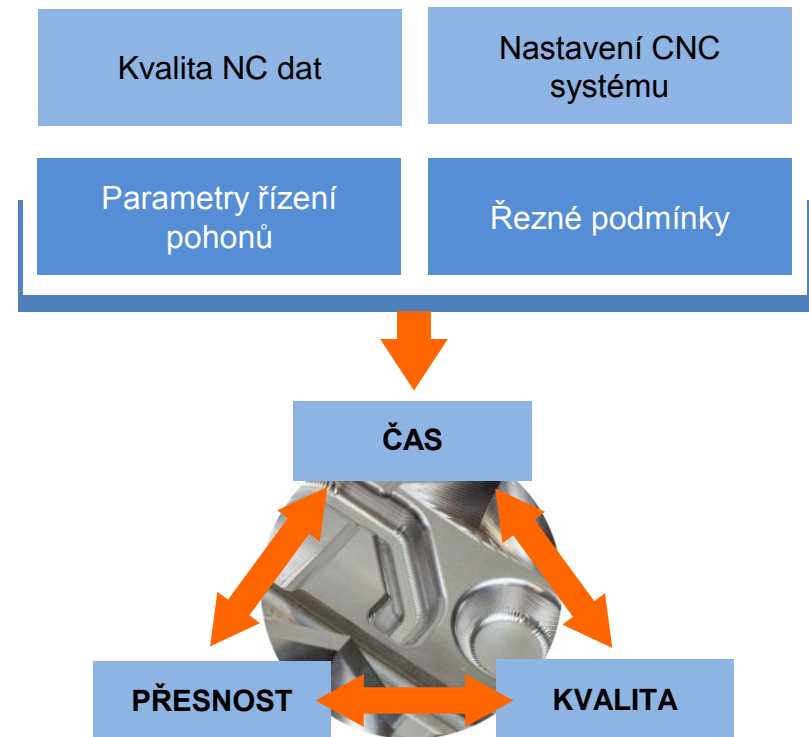 Kvalita NC dat
Nastavení CNC
systému
Parametry řízení
pohonů
Řezné podmínky
ČAS
PŘESNOST
KVALITA